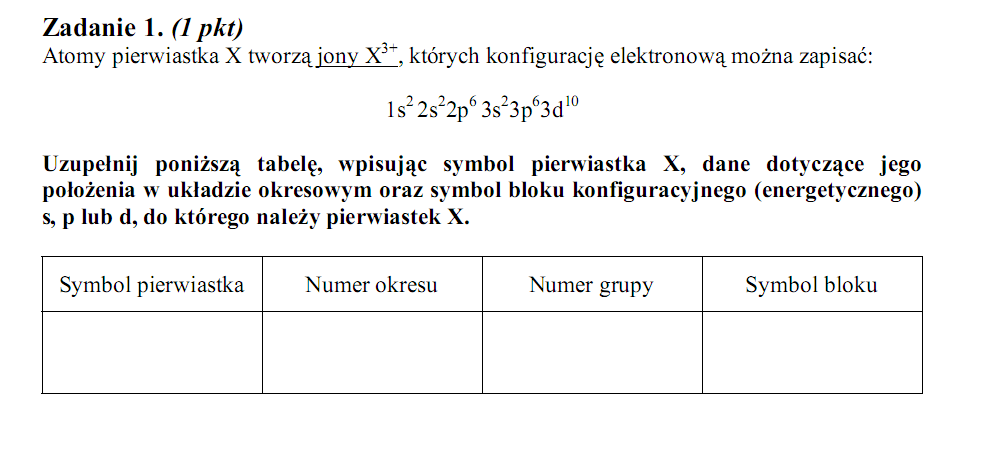 Zadanie 1. (1 pkt)
Atomy pierwiastka X tworzą jony X³⁺, których konfigurację elektronową można zapisać:
1s² 2s²2p⁶ 3s²3p⁶3d¹⁰
Uzupełnij poniższą tabelę, wpisując symbol pierwiastka X, dane dotyczące jego
położenia w układzie okresowym oraz symbol bloku konfiguracyjnego (energetycznego)
s, p lub d, do którego należy pierwiastek X.
Symbol pierwiastka Numer okresu Numer grupy Symbol bloku